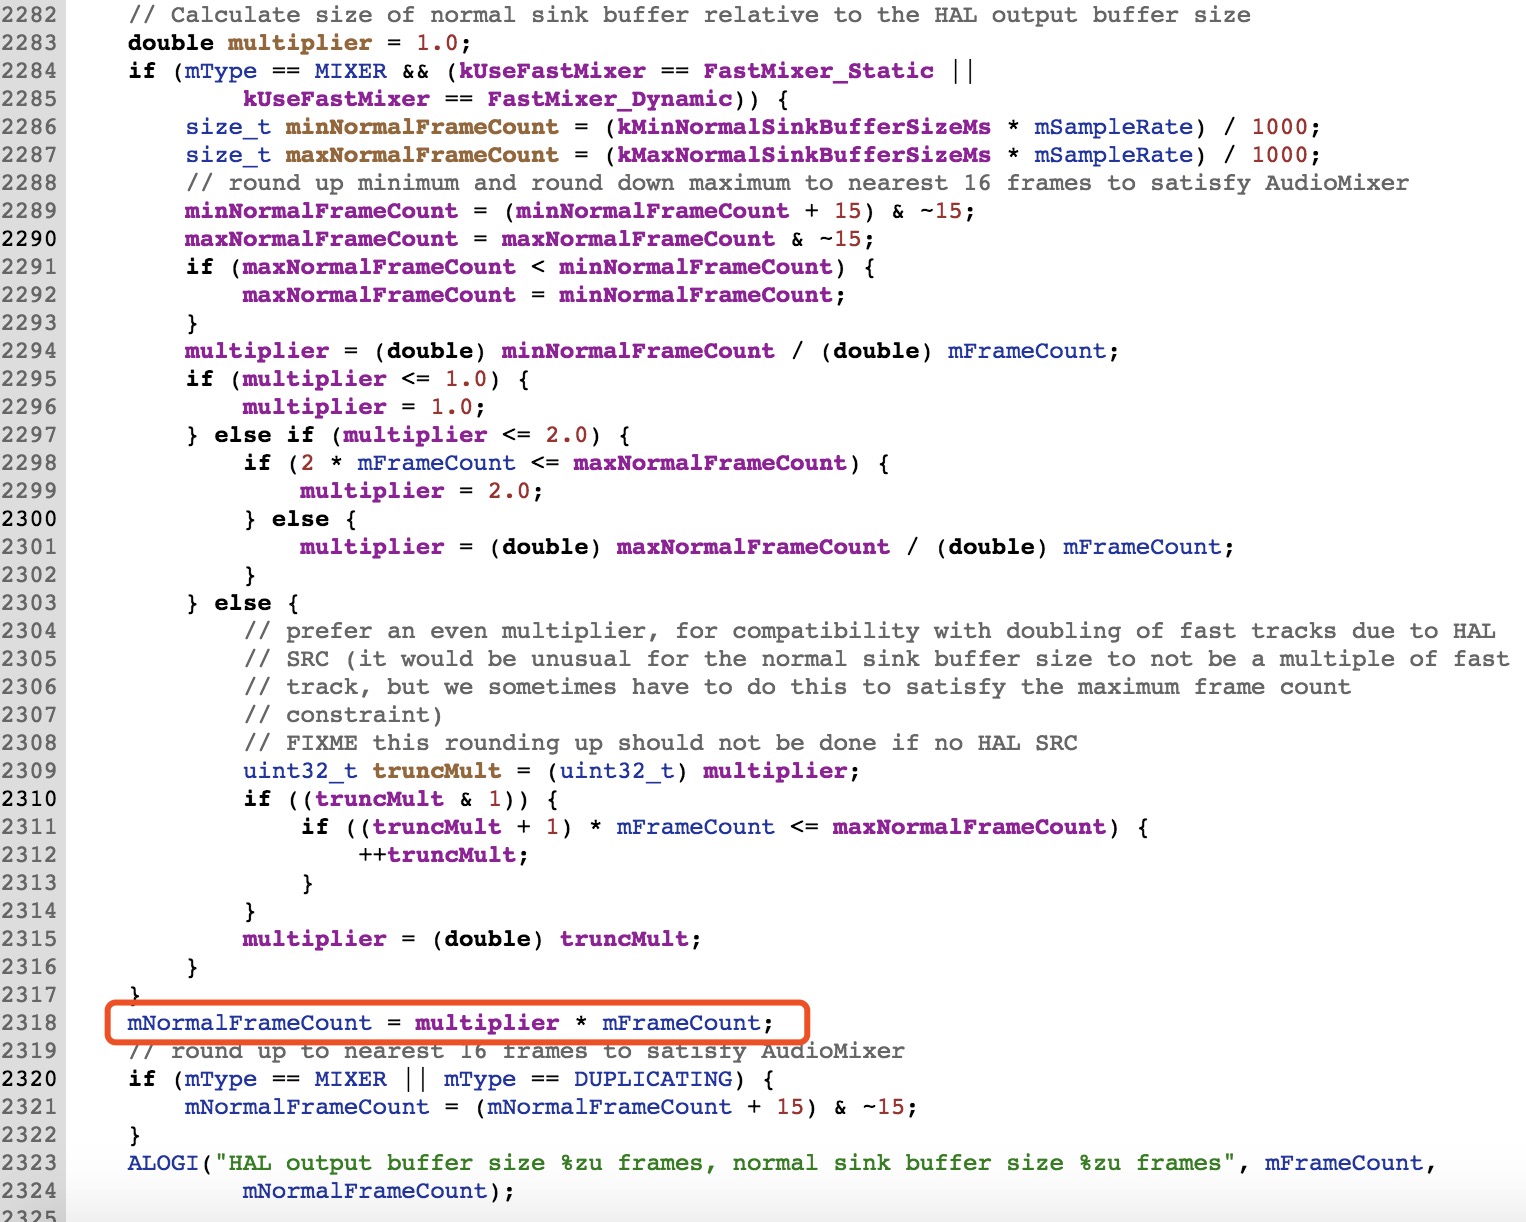 2282 // Calculate size of normal sink buffer relative to the HAL output buffer size
2283 double multiplier = 1.0;
2284 if (mType == MIXER && (kUseFastMixer == FastMixer_Static ||
2285 kUseFastMixer == FastMixer_Dynamic)) {
2286 size_t minNormalFrameCount = (kMinNormalSinkBufferSizeMs * mSampleRate) / 1000;
2287 size_t maxNormalFrameCount = (kMaxNormalSinkBufferSizeMs * mSampleRate) / 1000;
2288 // round up minimum and round down maximum to nearest 16 frames to satisfy AudioMixer
2289 minNormalFrameCount = (minNormalFrameCount + 15) & ~15;
2290 maxNormalFrameCount = maxNormalFrameCount & ~15;
2291 if (maxNormalFrameCount < minNormalFrameCount) {
2292 maxNormalFrameCount = minNormalFrameCount;
2293 }
2294 multiplier = (double) minNormalFrameCount / (double) mFrameCount;
2295 if (multiplier <= 1.0) {
2296 multiplier = 1.0;
2297 } else if (multiplier <= 2.0) {
2298 if (2 * mFrameCount <= maxNormalFrameCount) {
2299 multiplier = 2.0;
2300 } else {
2301 multiplier = (double) maxNormalFrameCount / (double) mFrameCount;
2302 }
2303 } else {
2304 // prefer an even multiplier, for compatibility with doubling of fast tracks due to HAL
2305 // SRC (it would be unusual for the normal sink buffer size to not be a multiple of fast
2306 // track, but we sometimes have to do this to satisfy the maximum frame count
2307 // constraint)
2308 // FIXME this rounding up should not be done if no HAL SRC
2309 uint32_t truncMult = (uint32_t) multiplier;
2310 if ((truncMult & 1)) {
2311 if ((truncMult + 1) * mFrameCount <= maxNormalFrameCount) {
2312 ++truncMult;
2313 }
2314 }
2315 multiplier = (double) truncMult;
2316 }
2317 }
2318 mNormalFrameCount = multiplier * mFrameCount;
2319 // round up to nearest 16 frames to satisfy AudioMixer
2320 if (mType == MIXER || mType == DUPLICATING) {
2321 mNormalFrameCount = (mNormalFrameCount + 15) & ~15;
2322 }
2323 ALOGI("HAL output buffer size %zu frames, normal sink buffer size %zu frames", mFrameCount,
2324 mNormalFrameCount);
2325